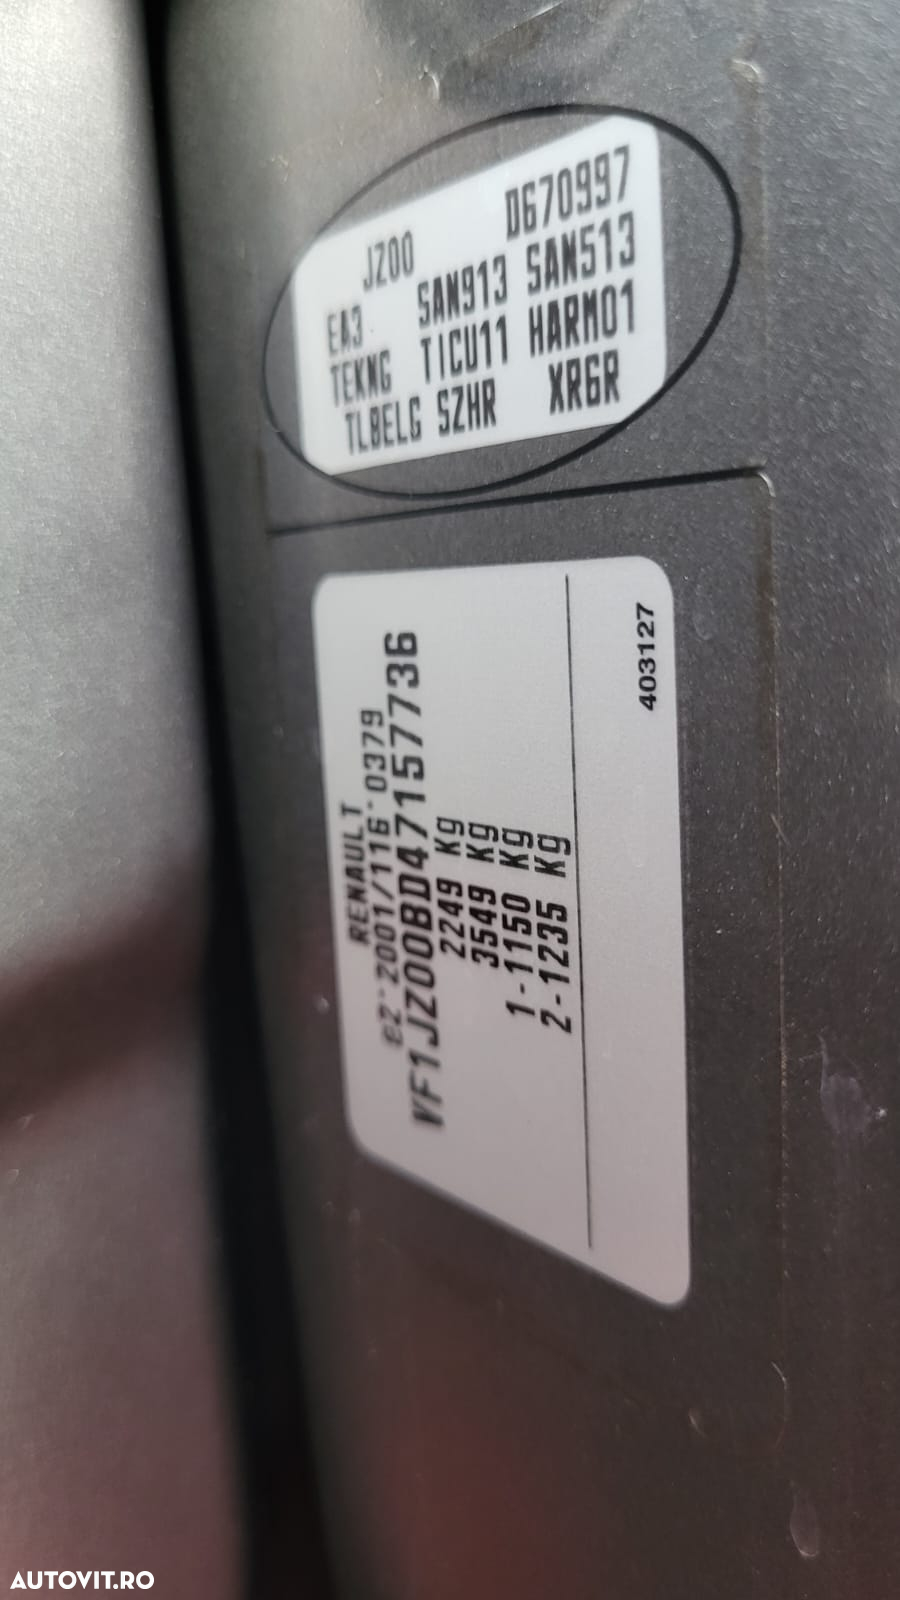 JZ00 D670997
EA3 SAN913 SAN513
TEKNG TICU11 HARM01
TLBELG SZHR XR6R
RENAULT
e2*2001/116*0379
VF1JZ00BD47157736
2249 Kg
3549 Kg
1-1150 Kg
2-1235 Kg
403127
AUTOVIT.RO